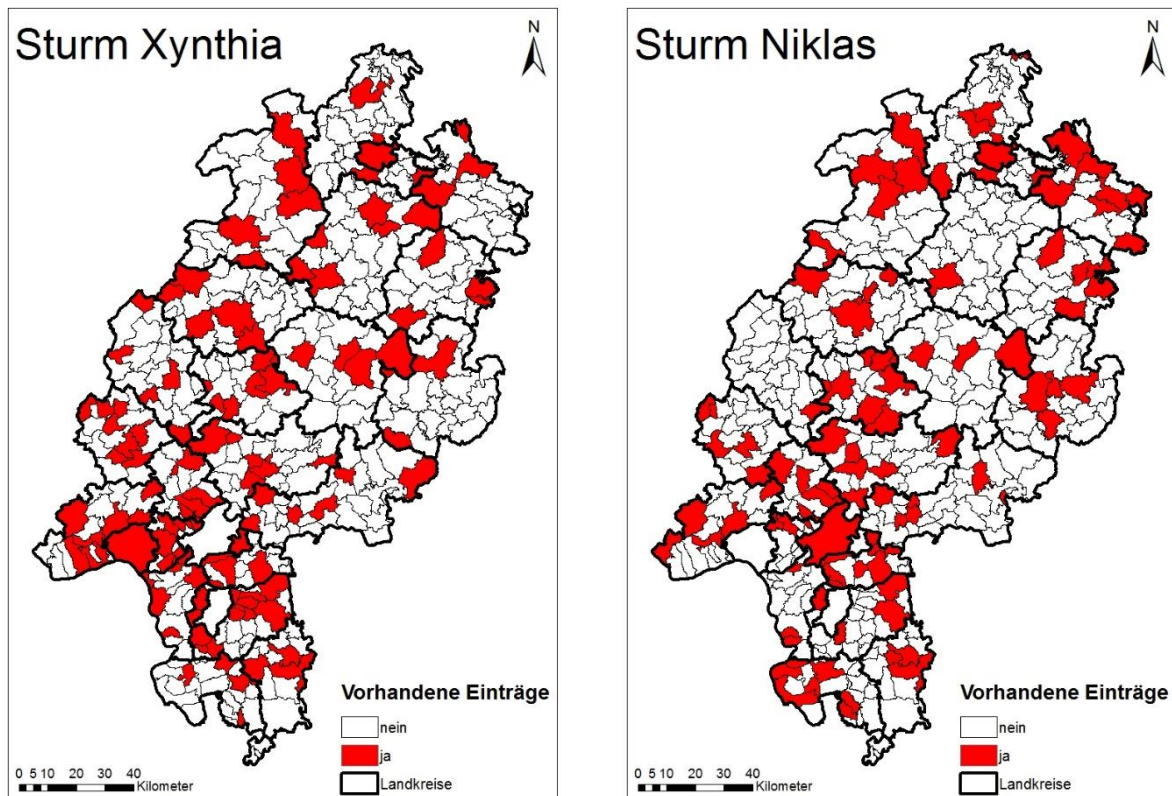 Sturm Xynthia
N
Vorhandene Einträge
nein
ja
Landkreise
0 5 10 20 30 40
Kilometer
Sturm Niklas
N
Vorhandene Einträge
nein
ja
Landkreise
0 5 10 20 30 40
Kilometer